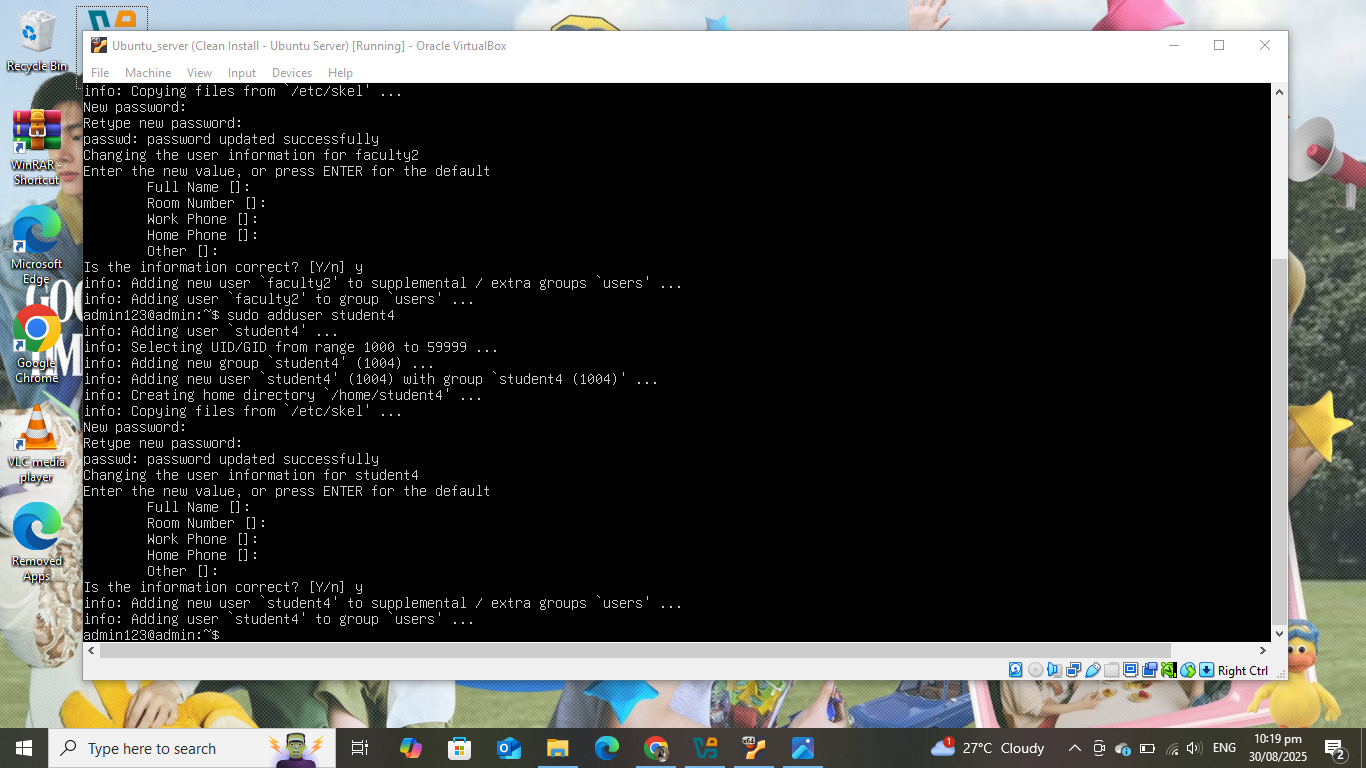 Recycle Bin
WinRAR -
Shortcut
Microsoft
Edge
Google
Chrome
VLC media
player
Removed
Apps
Ubuntu_server (Clean Install - Ubuntu Server) [Running] - Oracle VirtualBox
File Machine View Input Devices Help
info: Copying files from `/etc/skel' ...
New password:
Retype new password:
passwd: password updated successfully
Changing the user information for faculty2
Enter the new value, or press ENTER for the default
Full Name []:
Room Number []:
Work Phone []:
Home Phone []:
Other []:
Is the information correct? [Y/n] y
info: Adding new user `faculty2' to supplemental / extra groups `users' ...
info: Adding user `faculty2' to group `users' ...
admin123@admin:~$ sudo adduser student4
info: Adding user `student4' ...
info: Selecting UID/GID from range 1000 to 59999 ...
info: Adding new group `student4' (1004) ...
info: Adding new user `student4' (1004) with group `student4 (1004)' ...
info: Creating home directory `/home/student4' ...
info: Copying files from `/etc/skel' ...
New password:
Retype new password:
passwd: password updated successfully
Changing the user information for student4
Enter the new value, or press ENTER for the default
Full Name []:
Room Number []:
Work Phone []:
Home Phone []:
Other []:
Is the information correct? [Y/n] y
info: Adding new user `student4' to supplemental / extra groups `users' ...
info: Adding user `student4' to group `users' ...
admin123@admin:~$
Right Ctrl
Type here to search
1
27°C Cloudy
ENG
10:19 pm
30/08/2025
2